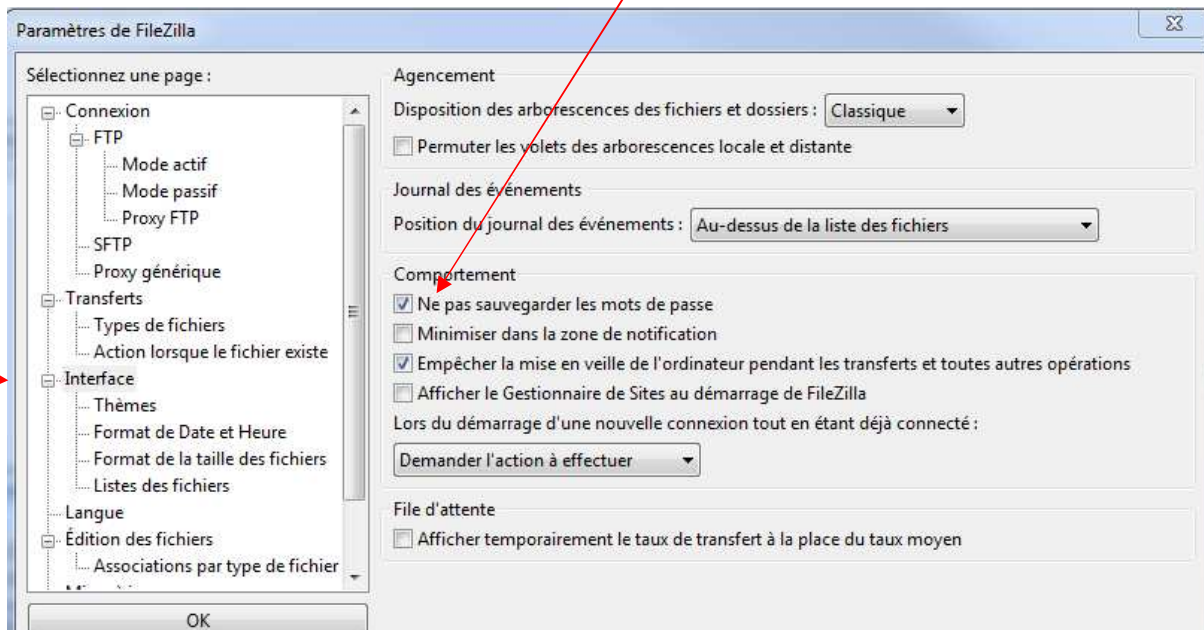 Paramètres de FileZilla
Sélectionnez une page :
Connexion
FTP
Mode actif
Mode passif
Proxy FTP
SFTP
Proxy générique
Transferts
Types de fichiers
Action lorsque le fichier existe
Interface
Thèmes
Format de Date et Heure
Format de la taille des fichiers
Listes des fichiers
Langue
Édition des fichiers
Associations par type de fichier
OK
Agencement
Disposition des arborescences des fichiers et dossiers : Classique
Permuter les volets des arborescences locale et distante
Journal des événements
Position du journal des événements : Au-dessus de la liste des fichiers
Comportement
Ne pas sauvegarder les mots de passe
Minimiser dans la zone de notification
Empêcher la mise en veille de l'ordinateur pendant les transferts et toutes autres opérations
Afficher le Gestionnaire de Sites au démarrage de FileZilla
Lors du démarrage d'une nouvelle connexion tout en étant déjà connecté :
Demander l'action à effectuer
File d'attente
Afficher temporairement le taux de transfert à la place du taux moyen